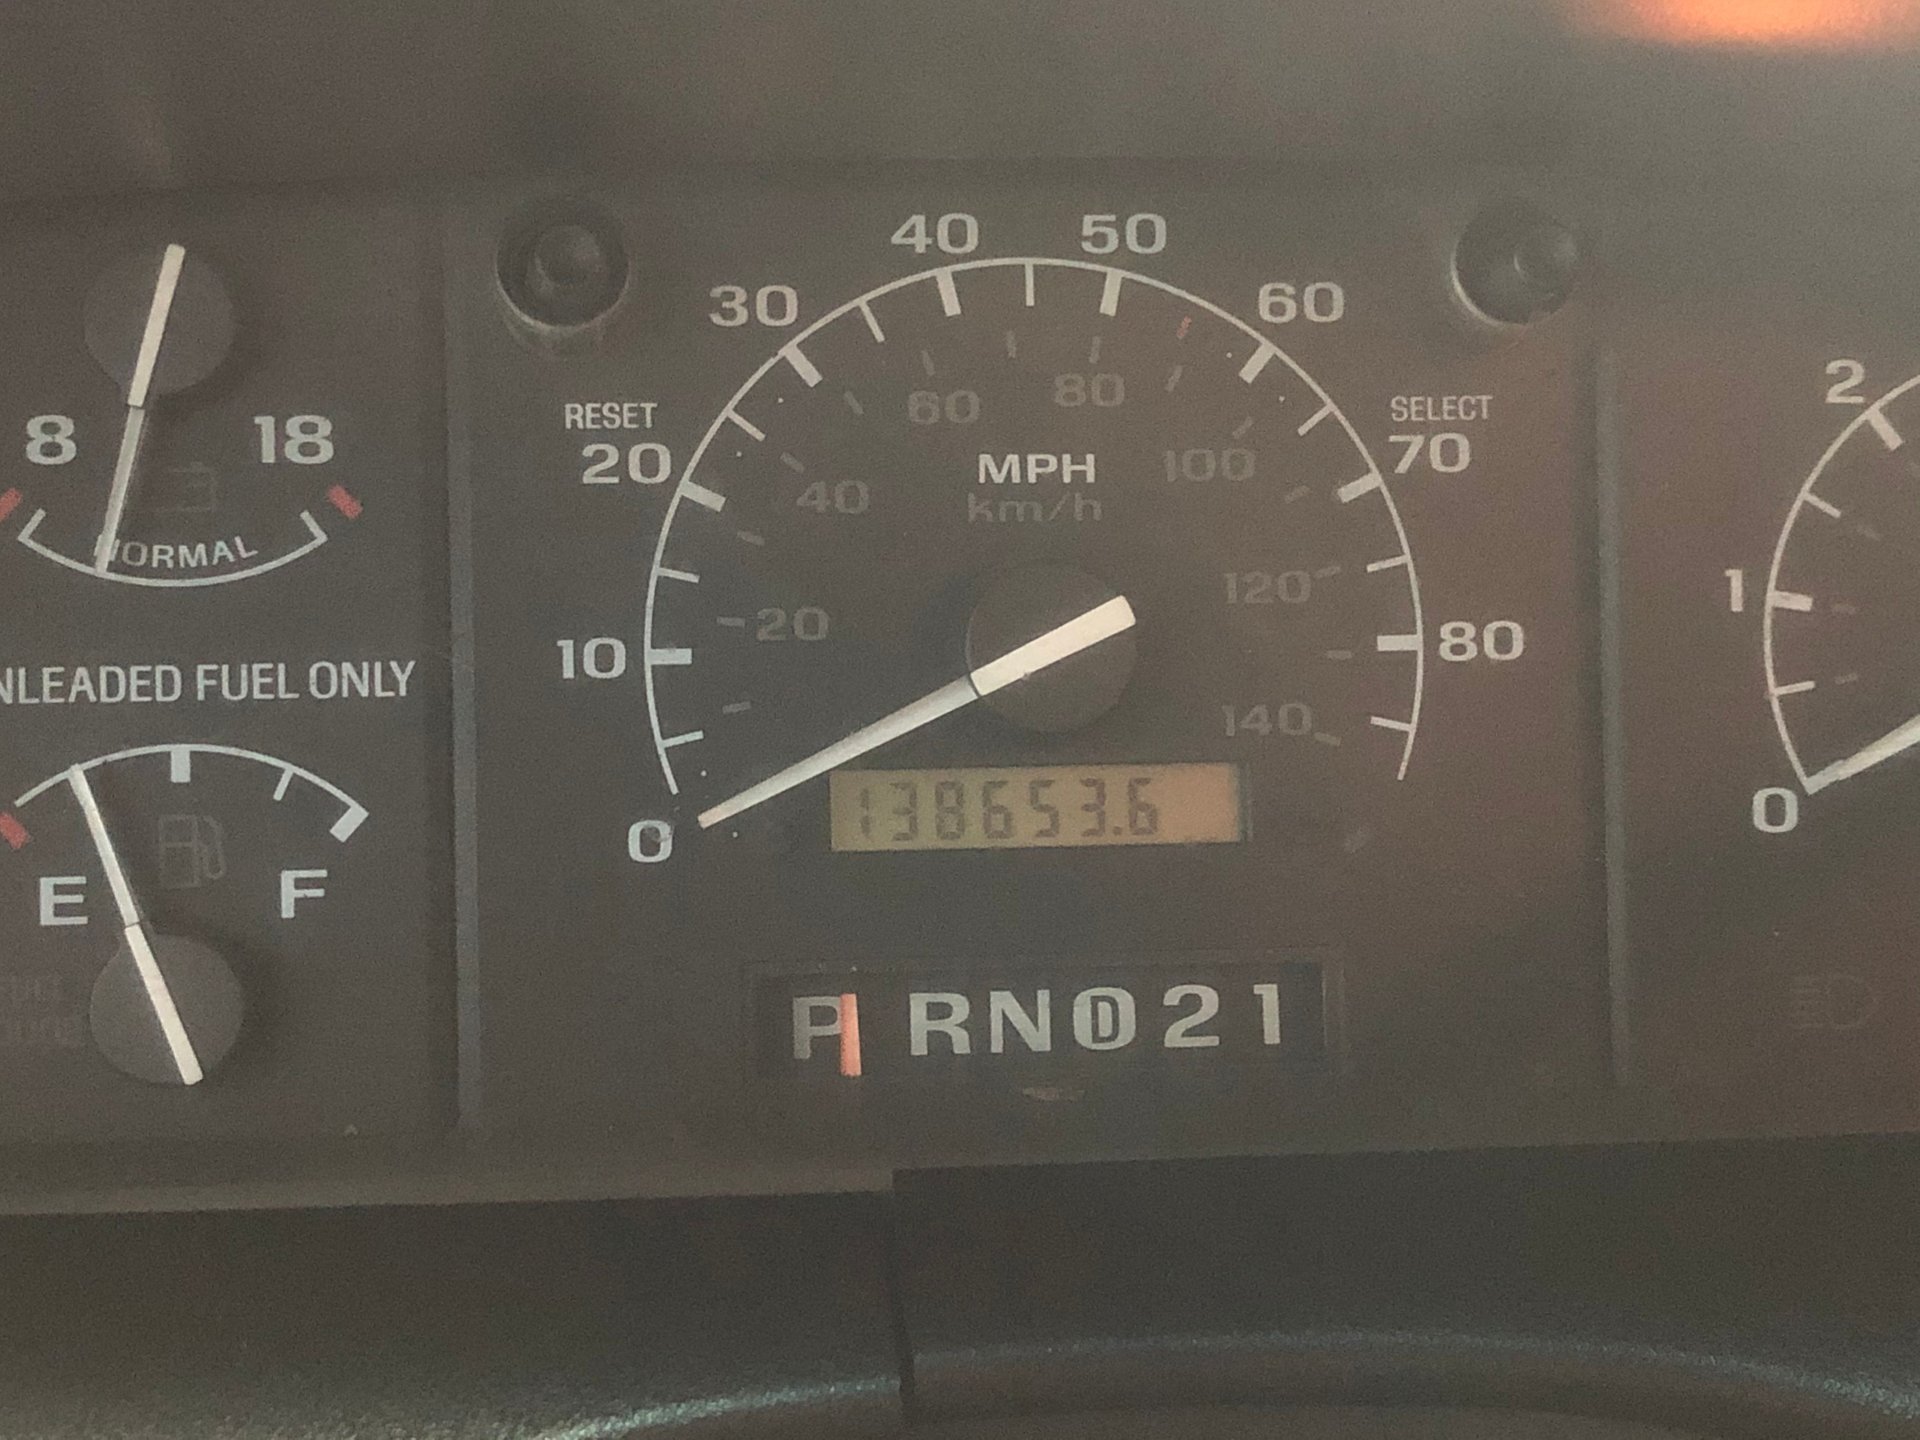 40 50
30 60
RESET SELECT
20 70
2
8 18
60 80
MPH
40 100
km/h
NORMAL
20 120
10 80
1
NLEADED FUEL ONLY
140
138653.6
0 0
E F
P R N D 2 1